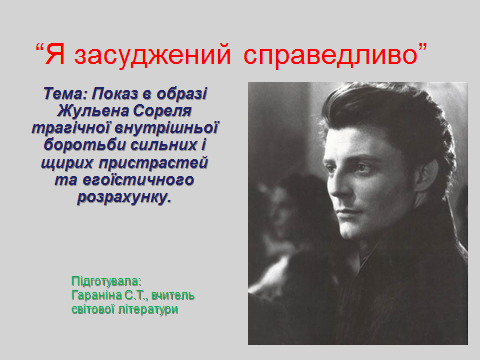 “Я засуджений справедливо”
Тема: Показ в образі
Жульена Сореля
трагічної внутрішньої
боротьби сильних і
щирих пристрастей
та егоїстичного
розрахунку.
Підготувала:
Гараніна С.Т., вчитель
світової літератури